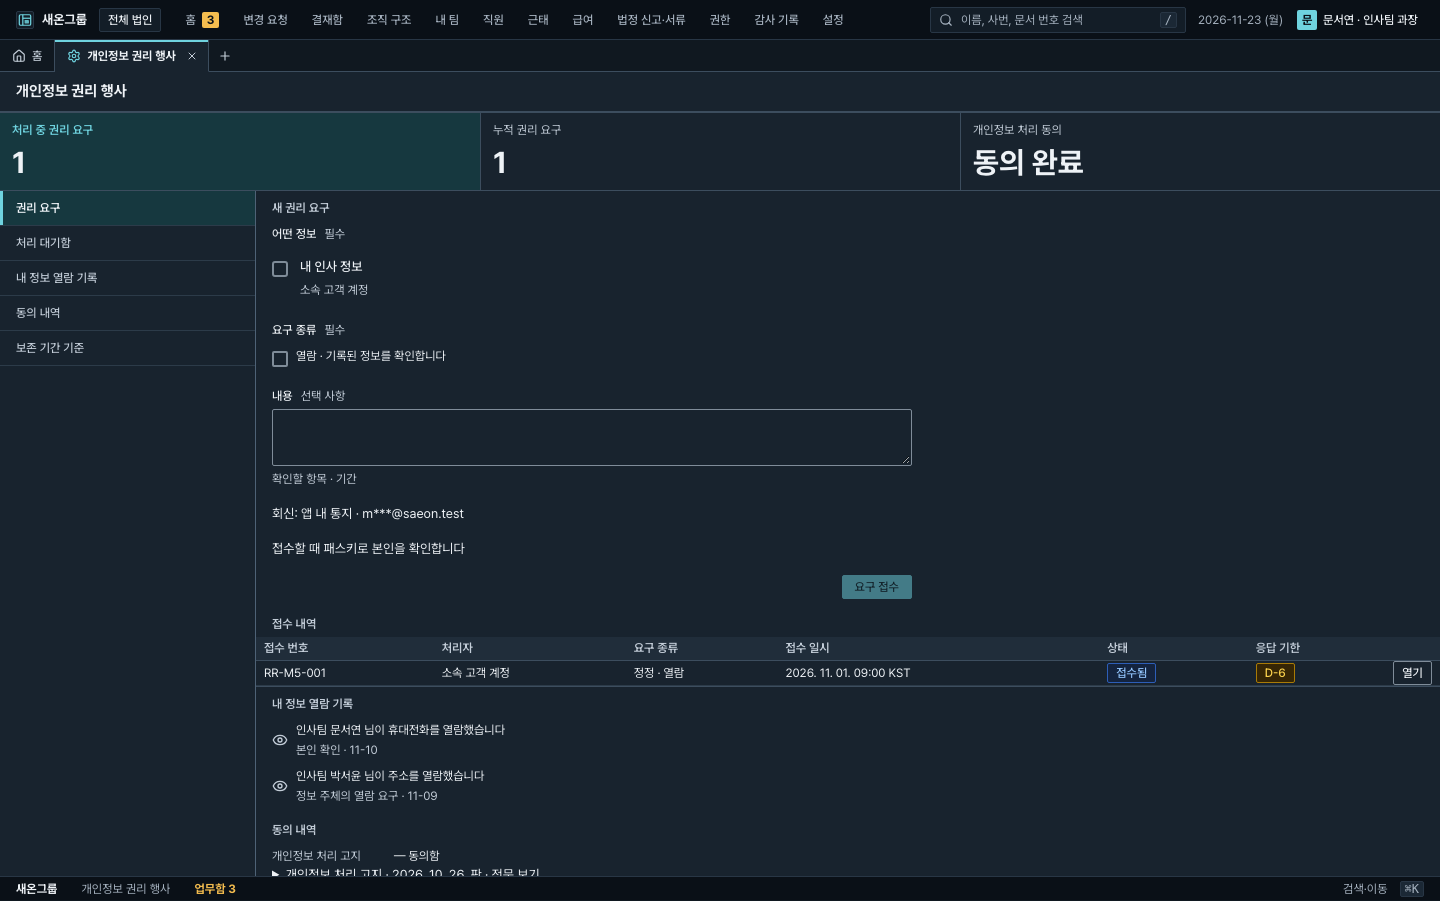 새온그룹 전체 법인 홈 3 변경 요청 결재함 조직 구조 내 팀 직원 근태 급여 법정 신고·서류 권한 감사 기록 설정 이름, 사번, 문서 번호 검색 / 2026-11-23 (월) 문 문서연 · 인사팀 과장
홈 개인정보 권리 행사
개인정보 권리 행사
처리 중 권리 요구 누적 권리 요구 개인정보 처리 동의
1 1 동의 완료
권리 요구
처리 대기함
내 정보 열람 기록
동의 내역
보존 기간 기준
새 권리 요구
어떤 정보 필수
내 인사 정보
소속 고객 계정
요구 종류 필수
열람 · 기록된 정보를 확인합니다
내용 선택 사항
확인할 항목 · 기간
회신: 앱 내 통지 · m***@saeon.test
접수할 때 패스키로 본인을 확인합니다
요구 접수
접수 내역
접수 번호 처리자 요구 종류 접수 일시 상태 응답 기한
RR-M5-001 소속 고객 계정 정정 · 열람 2026. 11. 01. 09:00 KST 접수됨 D-6 열기
내 정보 열람 기록
인사팀 문서연 님이 휴대전화를 열람했습니다
본인 확인 · 11-10
인사팀 박서윤 님이 주소를 열람했습니다
정보 주체의 열람 요구 · 11-09
동의 내역
개인정보 처리 고지 — 동의함
▶ 개인정보 처리 고지 · 2026. 10. 26. 판 · 전문 보기
새온그룹 개인정보 권리 행사 업무함 3 검색·이동 ⌘K